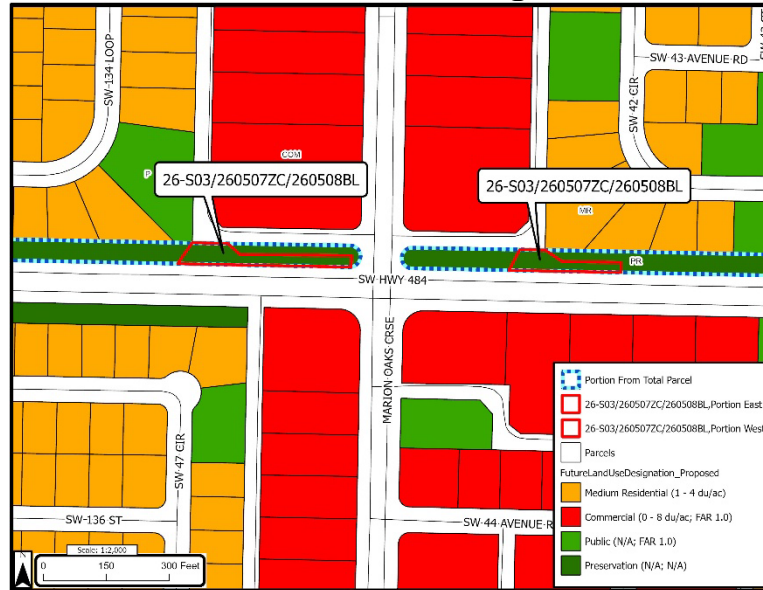 SW 134 LOOP
SW 43 AVENUE RD
SW 42 CIR
COM
P
26-S03/260507ZC/260508BL
26-S03/260507ZC/260508BL
MR
PR
SW HWY 484
MARION OAKS CRSE
SW 47 CIR
SW 136 ST
SW 44 AVENUE R
Portion From Total Parcel
26-S03/260507ZC/260508BL,Portion East
26-S03/260507ZC/260508BL,Portion West
Parcels
FutureLandUseDesignation_Proposed
Medium Residential (1 - 4 du/ac)
Commercial (0 - 8 du/ac; FAR 1.0)
Public (N/A; FAR 1.0)
Preservation (N/A; N/A)
N
Scale: 1:2,000
0 150 300 Feet